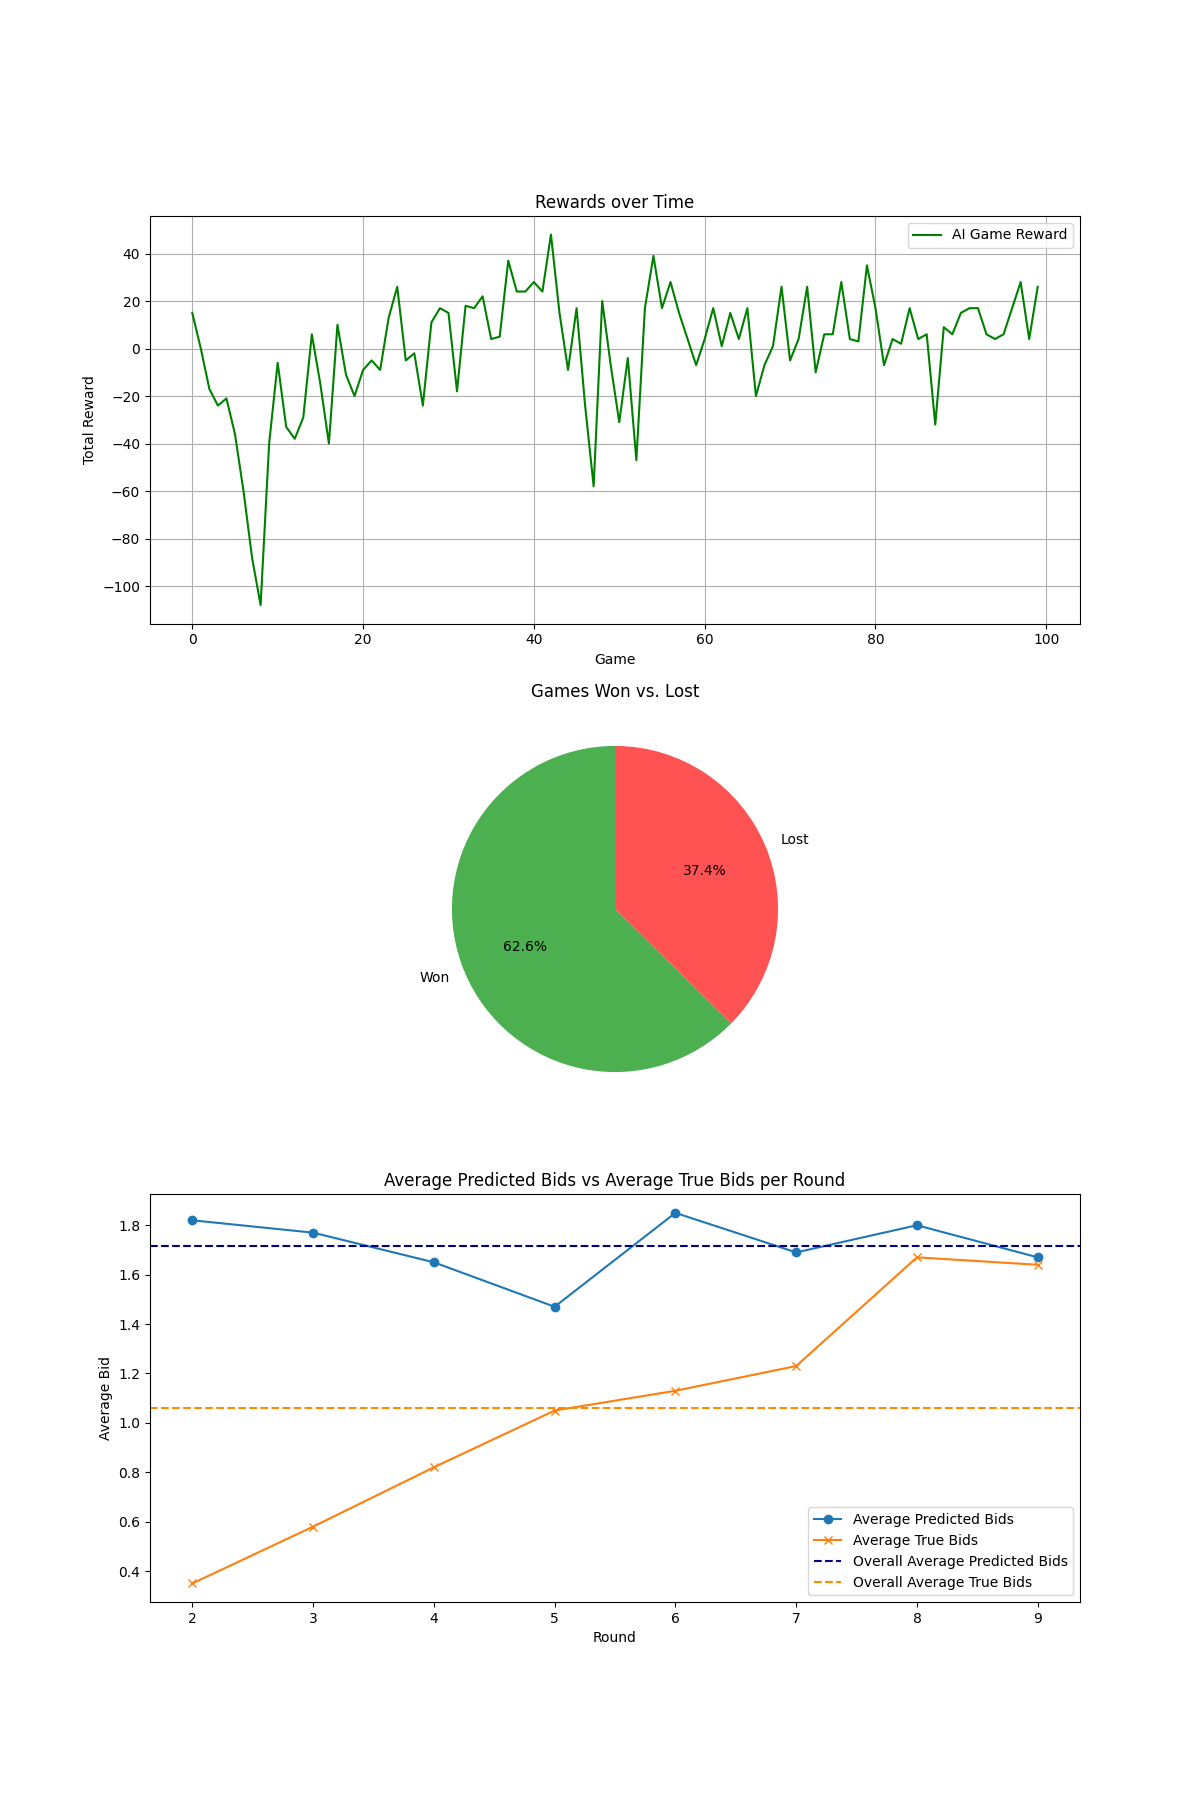 Rewards over Time
AI Game Reward
40
20
0
−20
−40
−60
−80
−100
Total Reward
0 20 40 60 80 100
Game
Games Won vs. Lost
Lost
37.4%
62.6%
Won
Average Predicted Bids vs Average True Bids per Round
1.8
1.6
1.4
1.2
1.0
0.8
0.6
0.4
Average Bid
Average Predicted Bids
Average True Bids
Overall Average Predicted Bids
Overall Average True Bids
2 3 4 5 6 7 8 9
Round